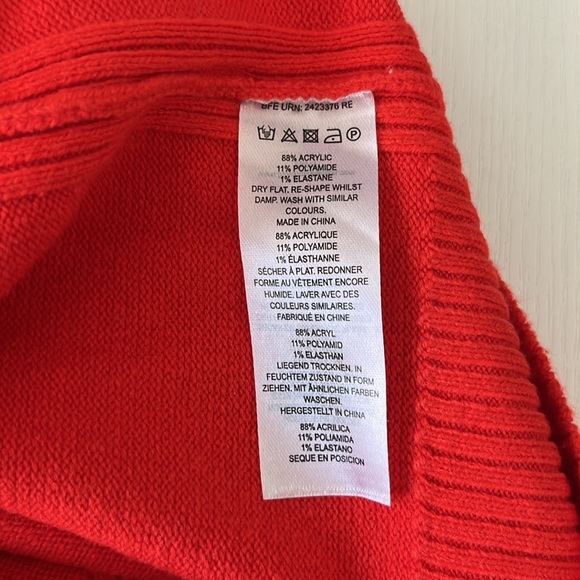 BFE URN: 2423376 RE
88% ACRYLIC
11% POLYAMIDE
1% ELASTANE
DRY FLAT. RE-SHAPE WHILST
DAMP. WASH WITH SIMILAR
COLOURS.
MADE IN CHINA
88% ACRYLIQUE
11% POLYAMIDE
1% ÉLASTHANNE
SÉCHER À PLAT. REDONNER
FORME AU VÊTEMENT ENCORE
HUMIDE. LAVER AVEC DES
COULEURS SIMILAIRES.
FABRIQUÉ EN CHINE
88% ACRYL
11% POLYAMID
1% ELASTHAN
LIEGEND TROCKNEN. IN
FEUCHTEM ZUSTAND IN FORM
ZIEHEN. MIT ÄHNLICHEN FARBEN
WASCHEN.
HERGESTELLT IN CHINA
88% ACRILICA
11% POLIAMIDA
1% ELASTANO
SEQUE EN POSICION